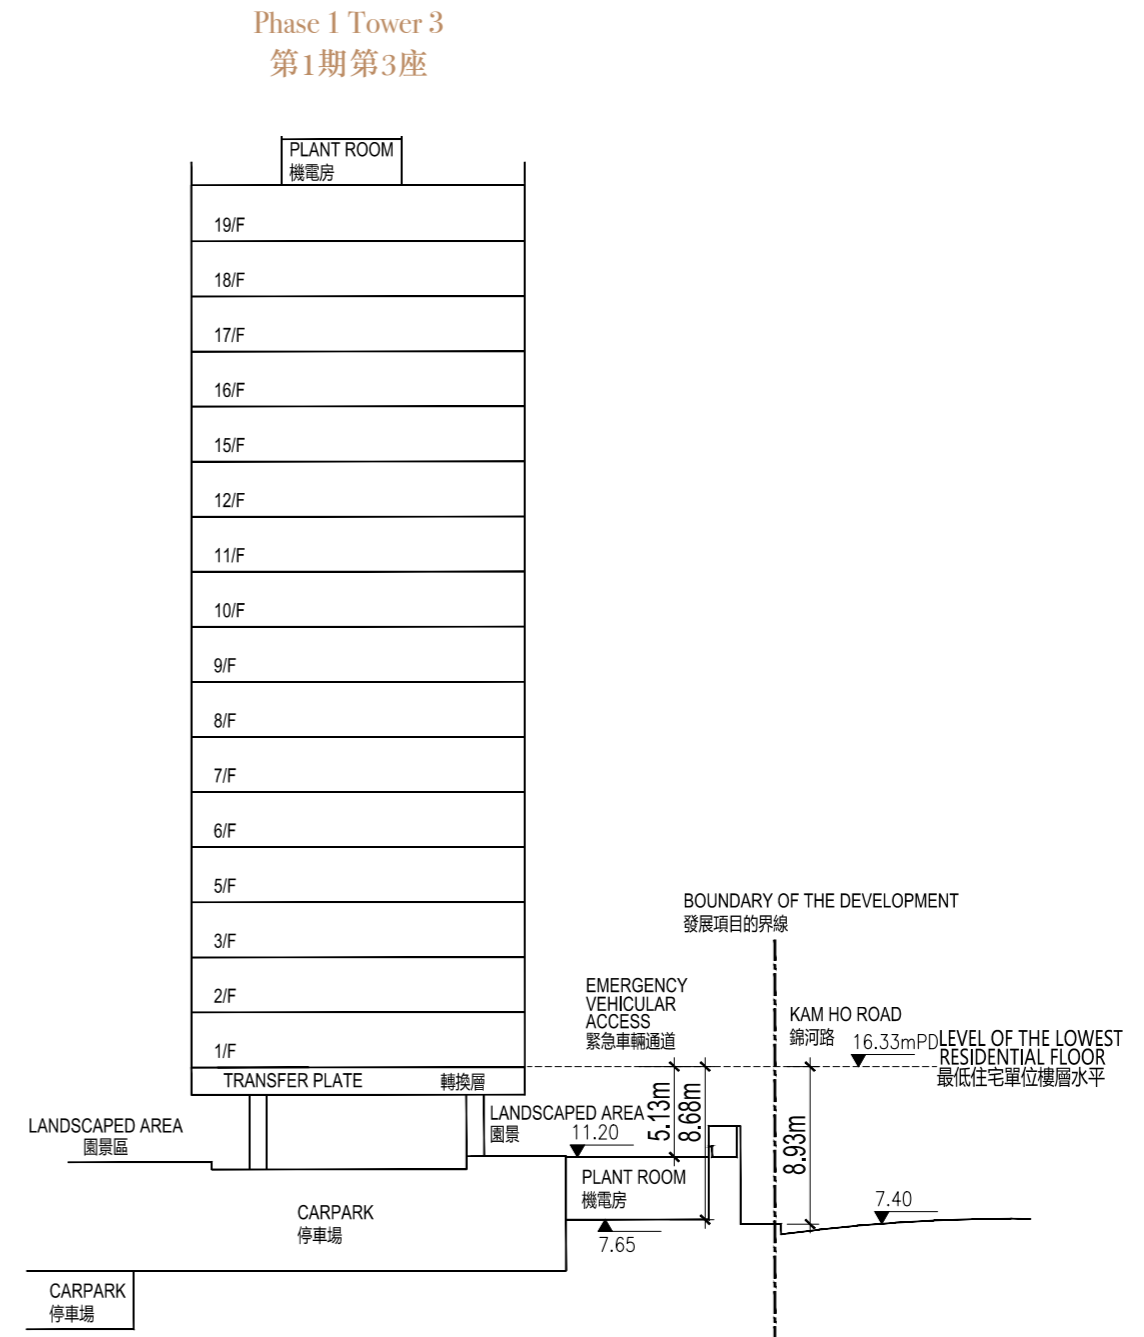 Phase 1 Tower 3
第1期第3座
PLANT ROOM
機電房
19/F
18/F
17/F
16/F
15/F
12/F
11/F
10/F
9/F
8/F
7/F
6/F
5/F
3/F
2/F
1/F
TRANSFER PLATE 轉換層
BOUNDARY OF THE DEVELOPMENT
發展項目的界線
EMERGENCY
VEHICULAR
ACCESS
緊急車輛通道
KAM HO ROAD
錦河路
16.33mPD
LEVEL OF THE LOWEST
RESIDENTIAL FLOOR
最低住宅單位樓層水平
LANDSCAPED AREA
園景區
LANDSCAPED AREA
園景
11.20
5.13m
8.68m
8.93m
PLANT ROOM
機電房
7.65
7.40
CARPARK
停車場
CARPARK
停車場